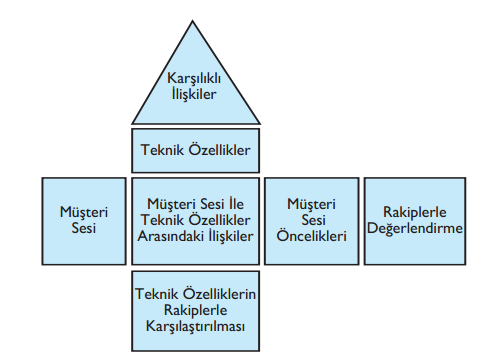 Karşılıklı
İlişkiler
Teknik Özellikler
Müşteri
Sesi
Müşteri Sesi İle
Teknik Özellikler
Arasındaki İlişkiler
Müşteri
Sesi
Öncelikleri
Rakiplerle
Değerlendirme
Teknik Özelliklerin
Rakiplerle
Karşılaştırılması